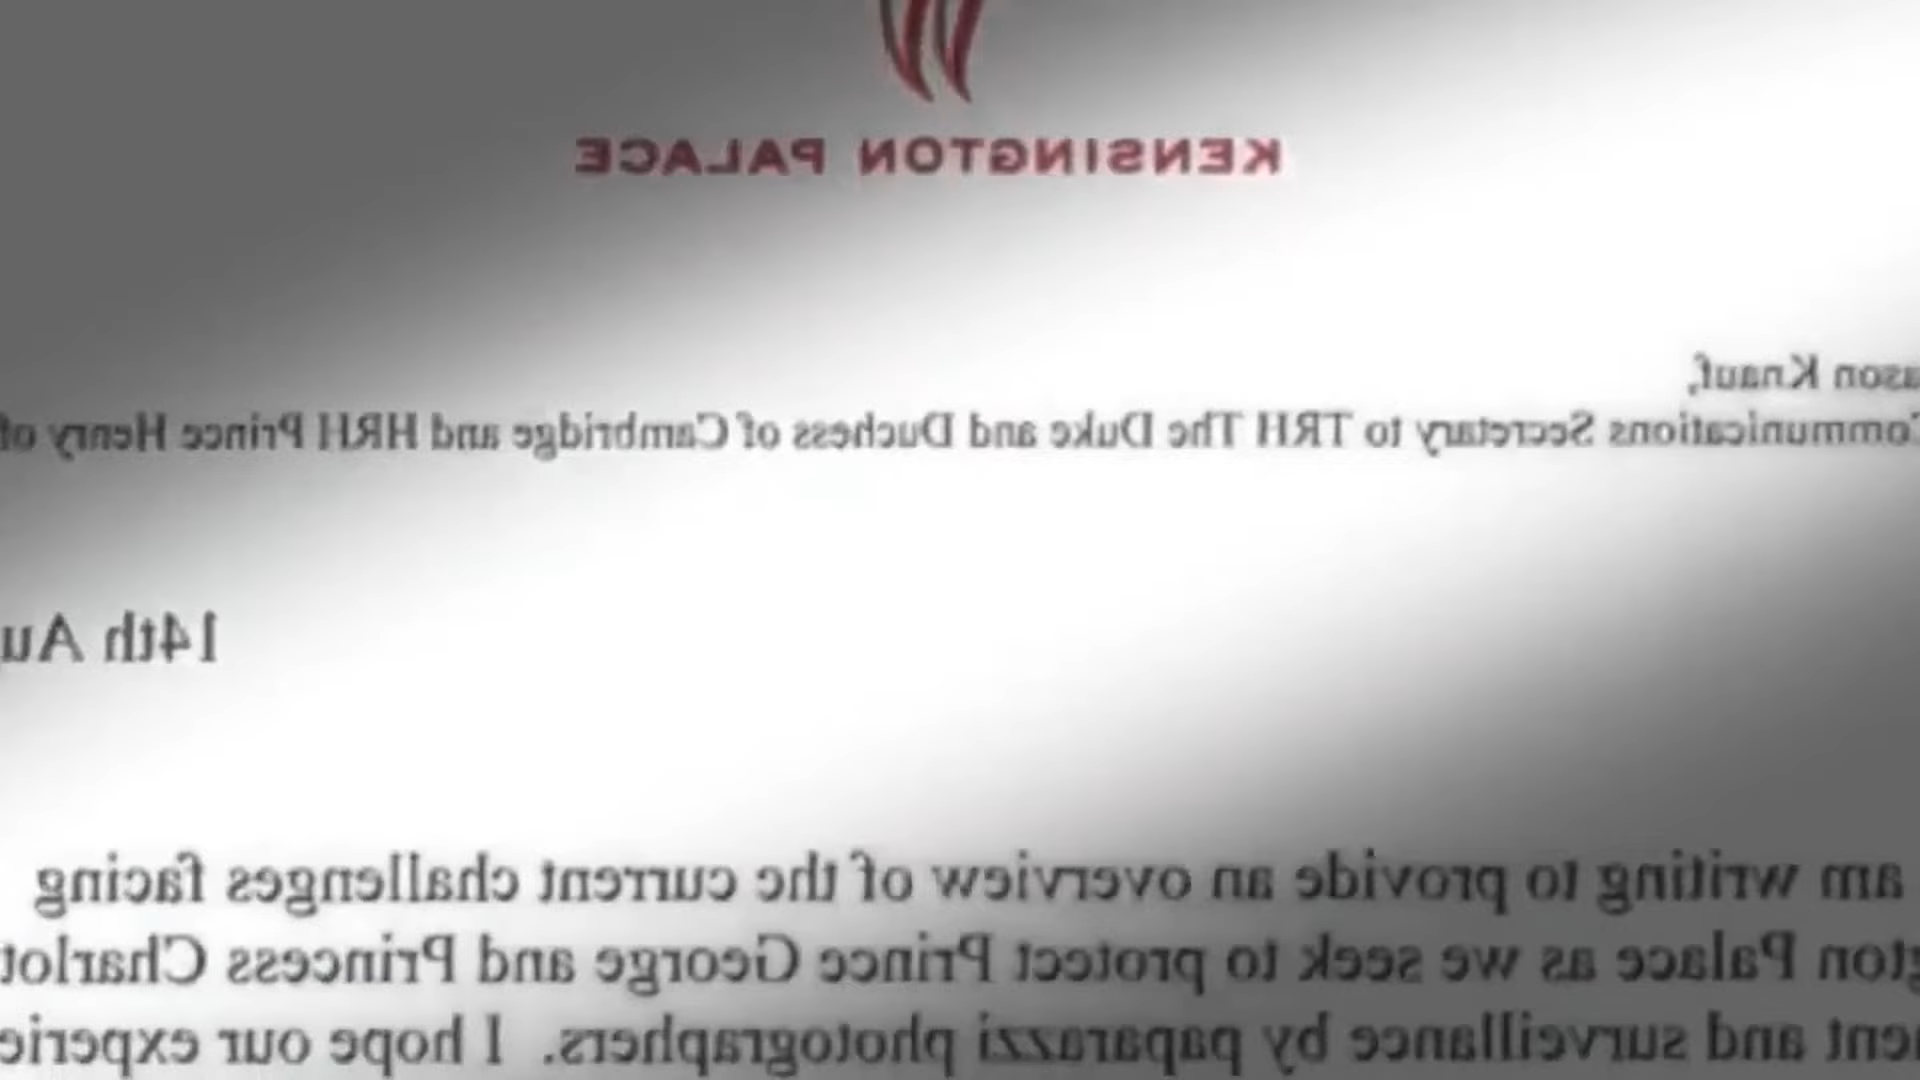 KENSINGTON PALACE
ason Knauf,
ommunications Secretary to TRH The Duke and Duchess of Cambridge and HRH Prince Henry of
14th Au
am writing to provide an overview of the current challenges facing
gton Palace as we seek to protect Prince George and Princess Charlot
ent and surveillance by paparazzi photographers. I hope our experie